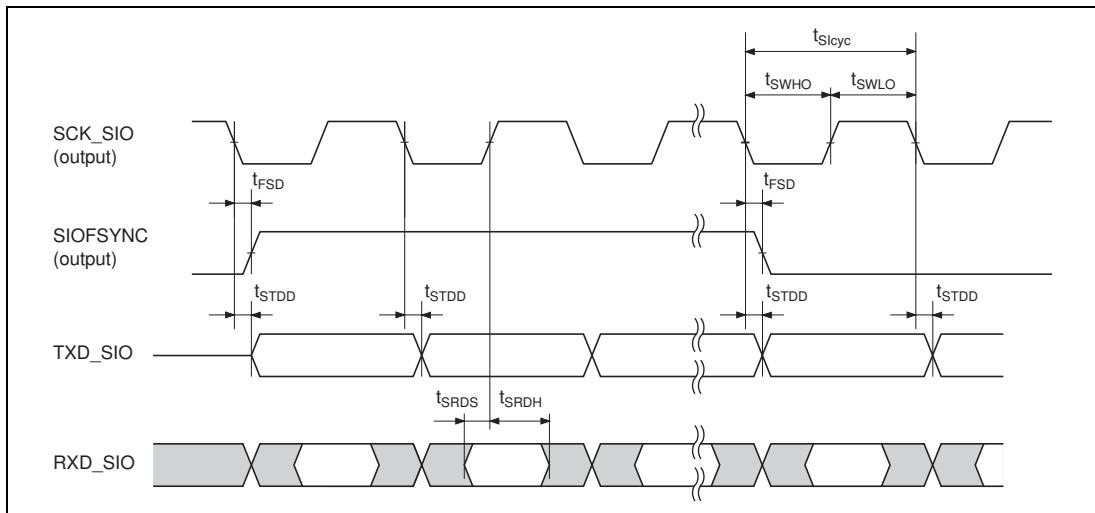 tSIcyc
tSWHO tSWLO
SCK_SIO
(output)
tFSD tFSD
SIOFSYNC
(output)
tSTDD tSTDD tSTDD tSTDD
TXD_SIO
tSRDS tSRDH
RXD_SIO